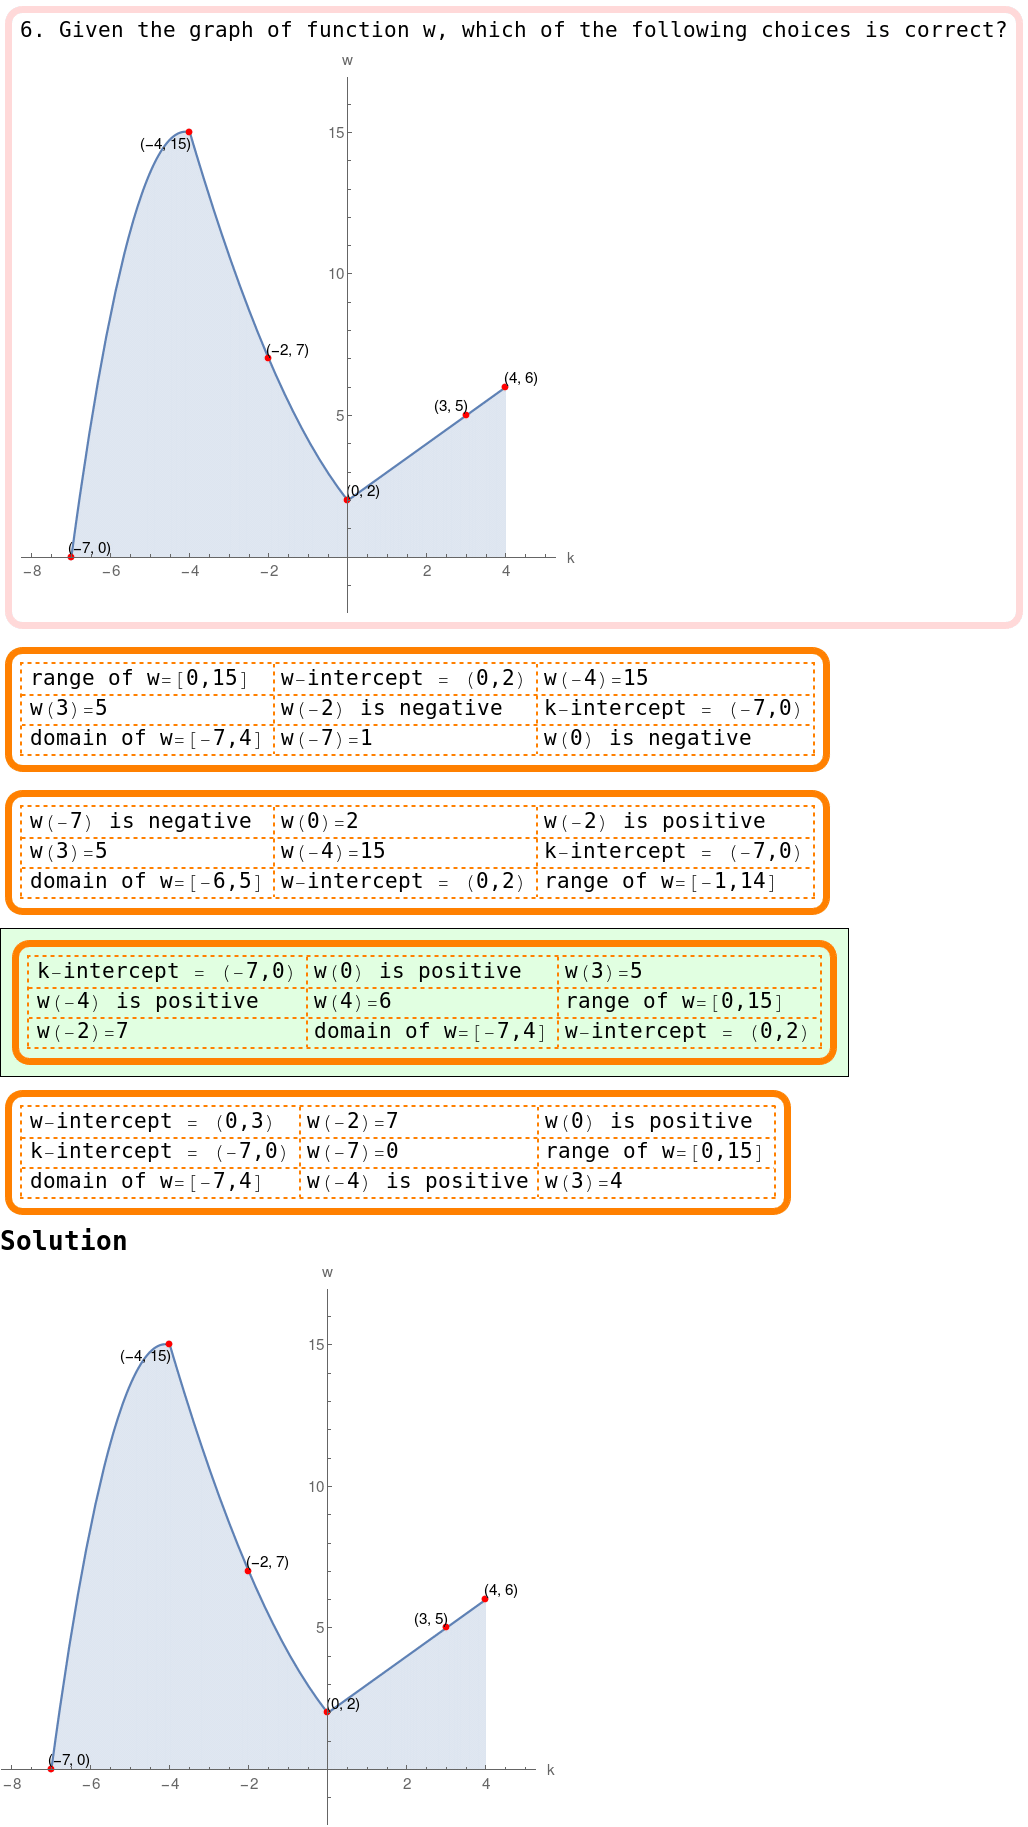 6. Given the graph of function w, which of the following choices is correct?
w
15
(−4, 15)
10
(−2, 7)
(4, 6)
(3, 5)
5
(0, 2)
(−7, 0)
k
−8 −6 −4 −2 2 4
range of w=[0,15] w-intercept = (0,2) w(-4)=15
w(3)=5 w(-2) is negative k-intercept = (-7,0)
domain of w=[-7,4] w(-7)=1 w(0) is negative
w(-7) is negative w(0)=2 w(-2) is positive
w(3)=5 w(-4)=15 k-intercept = (-7,0)
domain of w=[-6,5] w-intercept = (0,2) range of w=[-1,14]
k-intercept = (-7,0) w(0) is positive w(3)=5
w(-4) is positive w(4)=6 range of w=[0,15]
w(-2)=7 domain of w=[-7,4] w-intercept = (0,2)
w-intercept = (0,3) w(-2)=7 w(0) is positive
k-intercept = (-7,0) w(-7)=0 range of w=[0,15]
domain of w=[-7,4] w(-4) is positive w(3)=4
Solution
w
15
(−4, 15)
10
(−2, 7)
(4, 6)
(3, 5)
5
(0, 2)
(−7, 0)
k
−8 −6 −4 −2 2 4